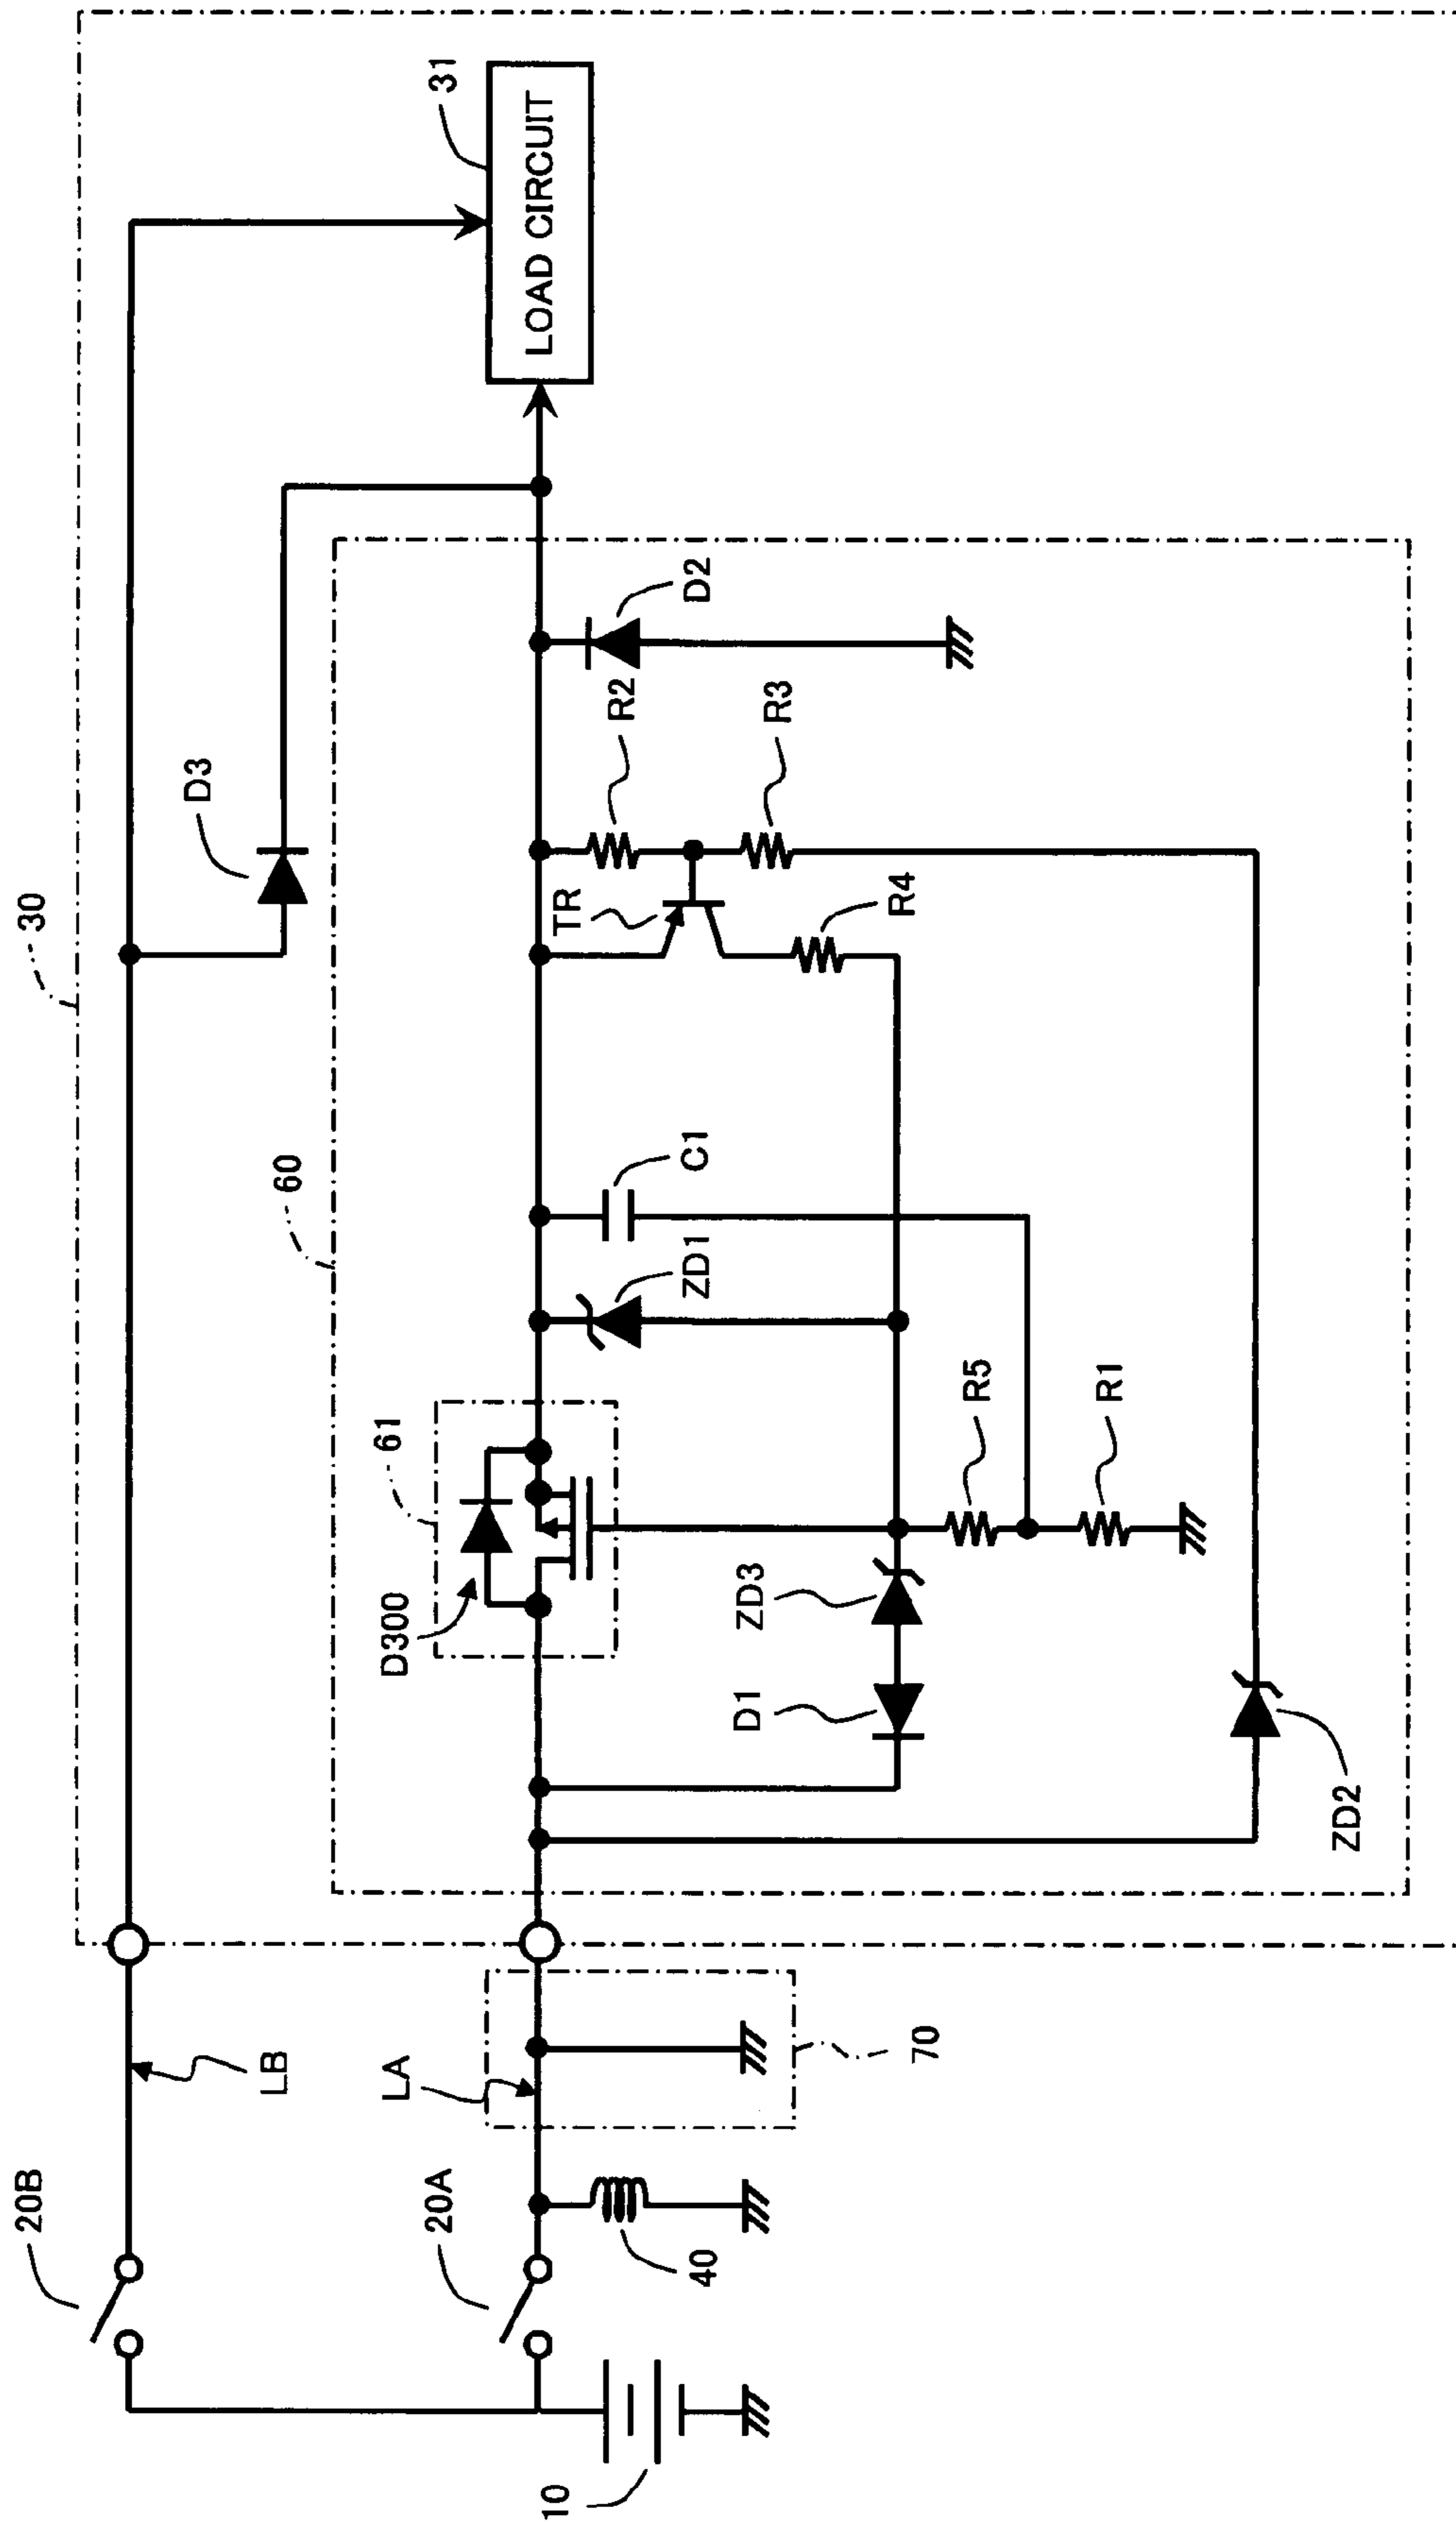 30
31
LOAD CIRCUIT
D3
60
61
D300
ZD1
C1
TR
R2
R3
R4
D2
ZD3
D1
R5
R1
ZD2
20B
LB
20A
LA
40
70
10